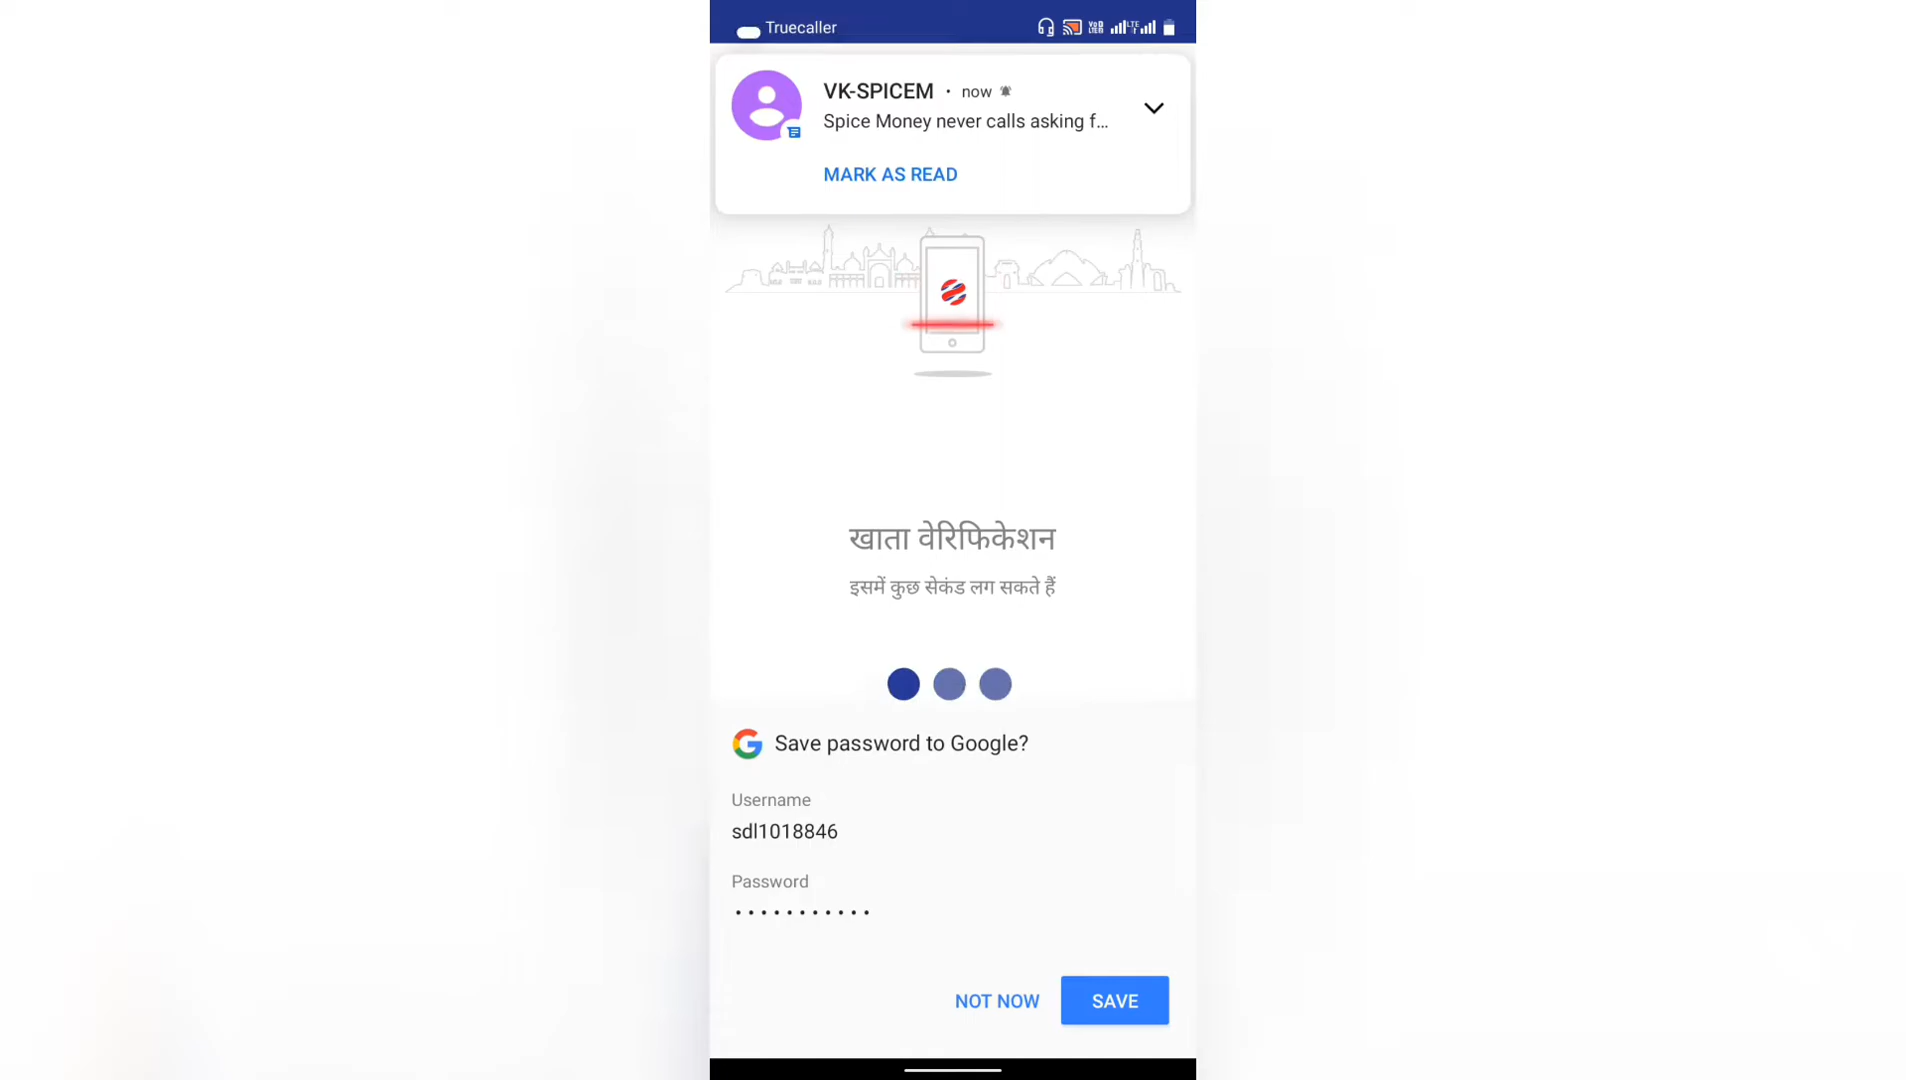 Truecaller
VK-SPICEM • now
Spice Money never calls asking f...
MARK AS READ
खाता वेरिफिकेशन
इसमें कुछ सेकंड लग सकते हैं
Save password to Google?
Username
sdl1018846
Password
•••••••••••
NOT NOW
SAVE